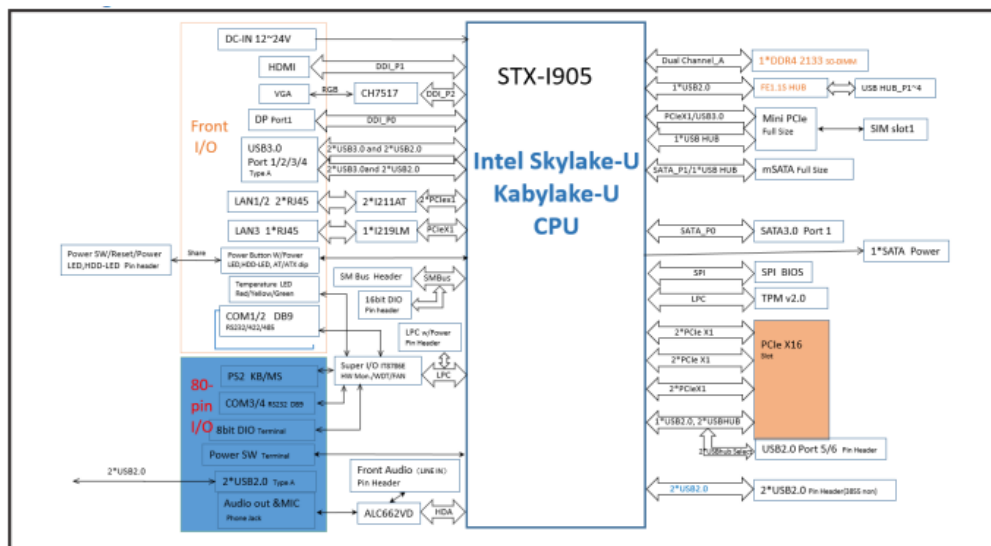 DC-IN 12~24V
HDMI
DDI_P1
VGA
RGB
CH7517
DDI_P2
DP Port1
DDI_P0
Front
I/O
USB3.0
Port 1/2/3/4
Type A
2*USB3.0 and 2*USB2.0
2*USB3.0and 2*USB2.0
LAN1/2 2*RJ45
2*I211AT
2*PCIex1
LAN3 1*RJ45
1*I219LM
PCIeX1
Power SW/Reset/Power
LED,HDD-LED Pin header
Share
Power Button W/Power
LED,HDD-LED, AT/ATX dip
Temperature LED
Red/Yellow/Green
SM Bus Header
SMBus
16bit DIO
Pin header
COM1/2 DB9
RS232/422/485
LPC w/Power
Pin Header
80-
pin
I/O
PS2 KB/MS
Super I/O IT8786E
HW Mon./WDT/FAN
LPC
COM3/4 RS232 DB9
8bit DIO Terminal
Power SW Terminal
2*USB2.0
2*USB2.0 Type A
Front Audio (LINE IN)
Pin Header
Audio out &MIC
Phone Jack
ALC662VD
HDA
STX-I905
Intel Skylake-U
Kabylake-U
CPU
Dual Channel_A
1*DDR4 2133 SO-DIMM
1*USB2.0
FE1.1S HUB
USB HUB_P1~4
PCIeX1/USB3.0
1*USB HUB
Mini PCIe
Full Size
SIM slot1
SATA_P1/1*USB HUB
mSATA Full Size
SATA_P0
SATA3.0 Port 1
1*SATA Power
SPI
SPI BIOS
LPC
TPM v2.0
2*PCIe X1
2*PCIe X1
2*PCIeX1
PCIe X16
Slot
1*USB2.0, 2*USBHUB
2*USBhub Select
USB2.0 Port 5/6 Pin Header
2*USB2.0
2*USB2.0 Pin Header(3855 non)